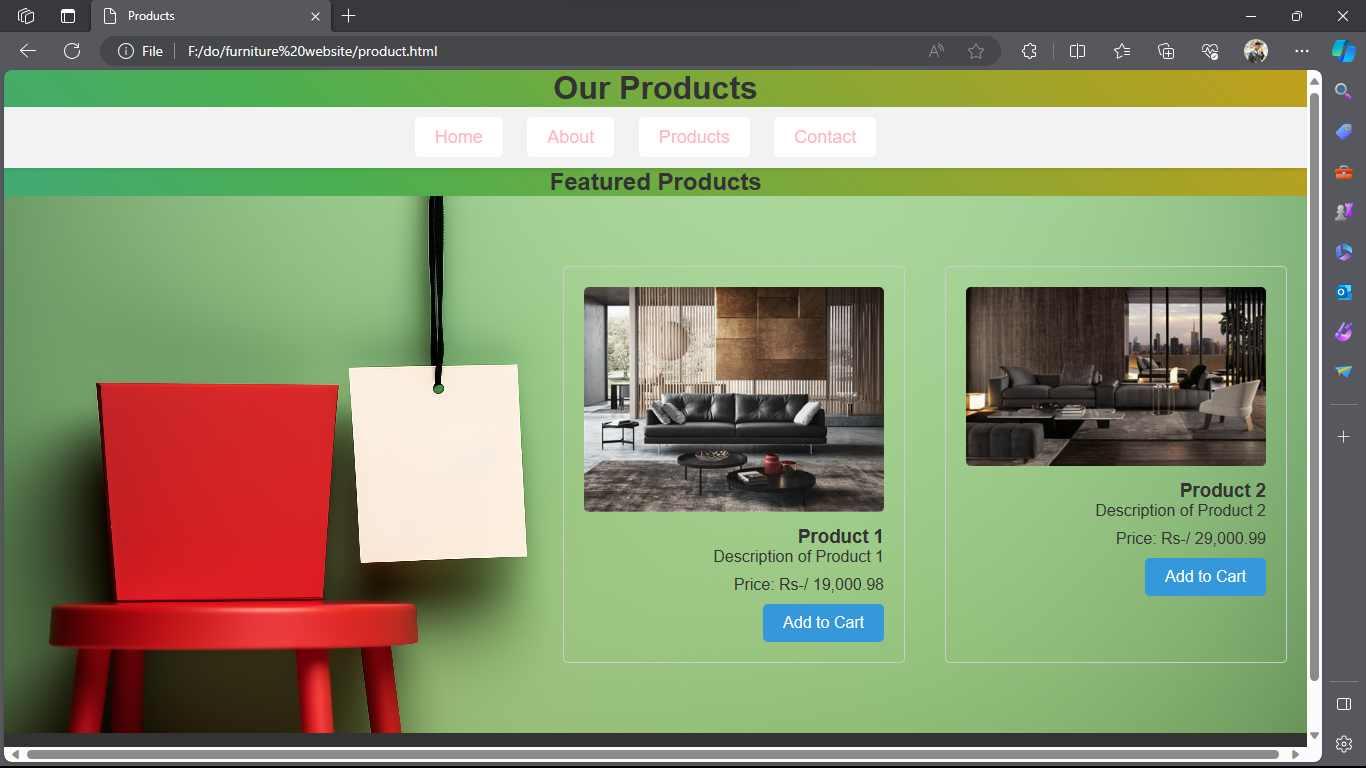 Products
File
F:/do/furniture%20website/product.html
Our Products
Home
About
Products
Contact
Featured Products
Product 1
Description of Product 1
Price: Rs-/ 19,000.98
Add to Cart
Product 2
Description of Product 2
Price: Rs-/ 29,000.99
Add to Cart